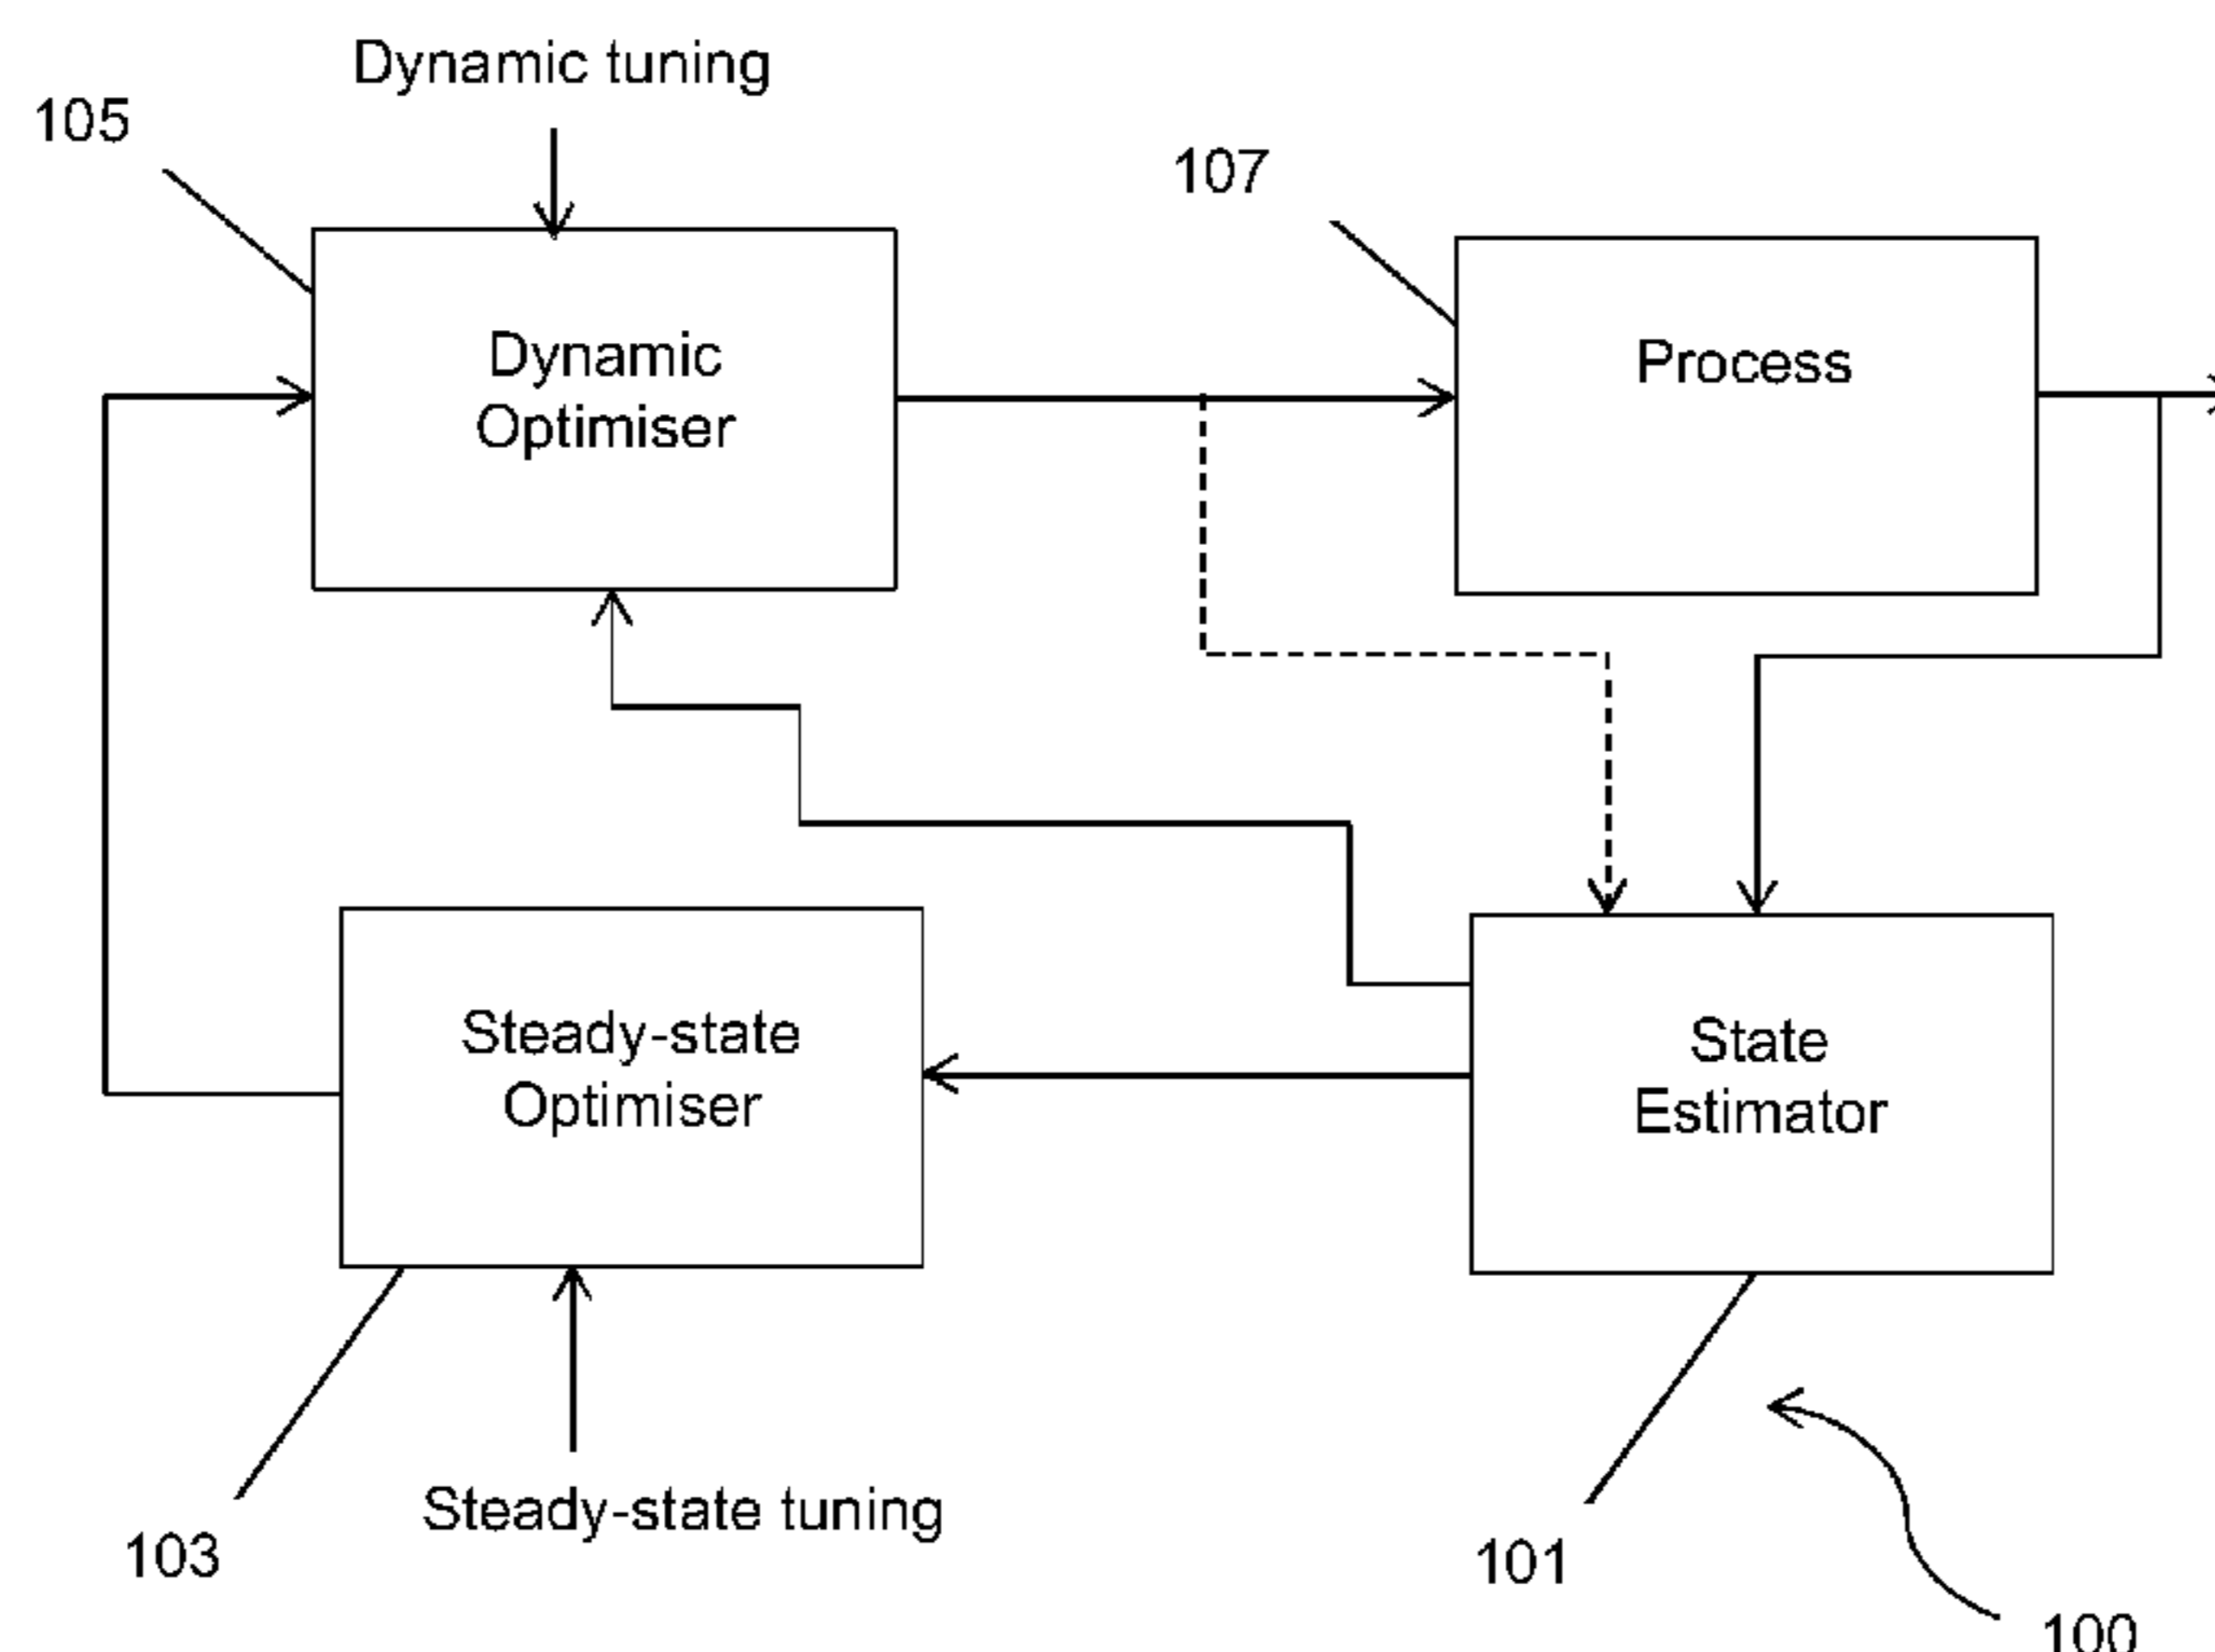 Dynamic tuning
105
107
Dynamic
Optimiser
Process
Steady-state
Optimiser
State
Estimator
Steady-state tuning
103
101
100